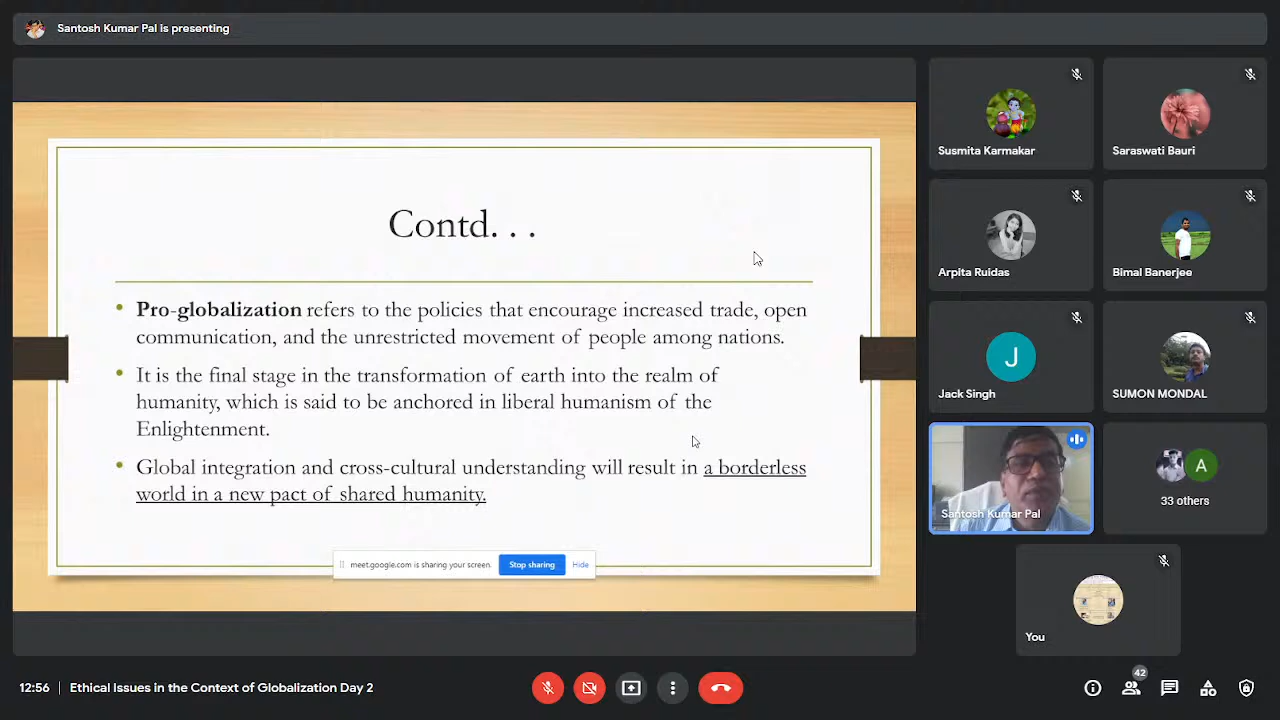 Santosh Kumar Pal is presenting
Contd. . .
• Pro-globalization refers to the policies that encourage increased trade, open
communication, and the unrestricted movement of people among nations.
• It is the final stage in the transformation of earth into the realm of
humanity, which is said to be anchored in liberal humanism of the
Enlightenment.
• Global integration and cross-cultural understanding will result in a borderless
world in a new pact of shared humanity.
meet.google.com is sharing your screen. Stop sharing Hide
Susmita Karmakar
Saraswati Bauri
Arpita Ruidas
Bimal Banerjee
J
Jack Singh
SUMON MONDAL
Santosh Kumar Pal
A
33 others
You
12:56 | Ethical Issues in the Context of Globalization Day 2
42